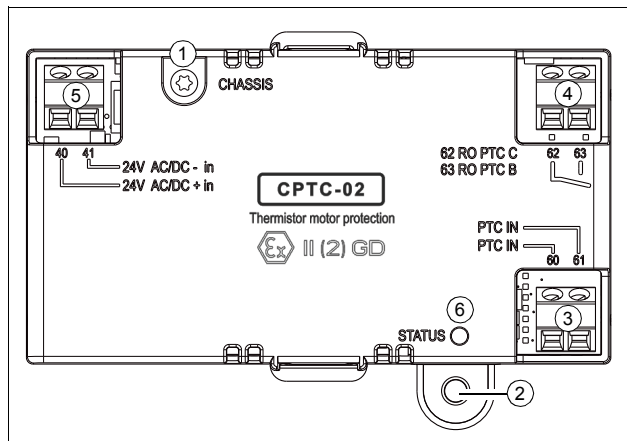 1
CHASSIS
5
4
40 41
24V AC/DC - in
24V AC/DC + in
62 RO PTC C
63 RO PTC B
62 63
CPTC-02
Thermistor motor protection
Ex II (2) GD
PTC IN
PTC IN
60 61
3
6
STATUS
2